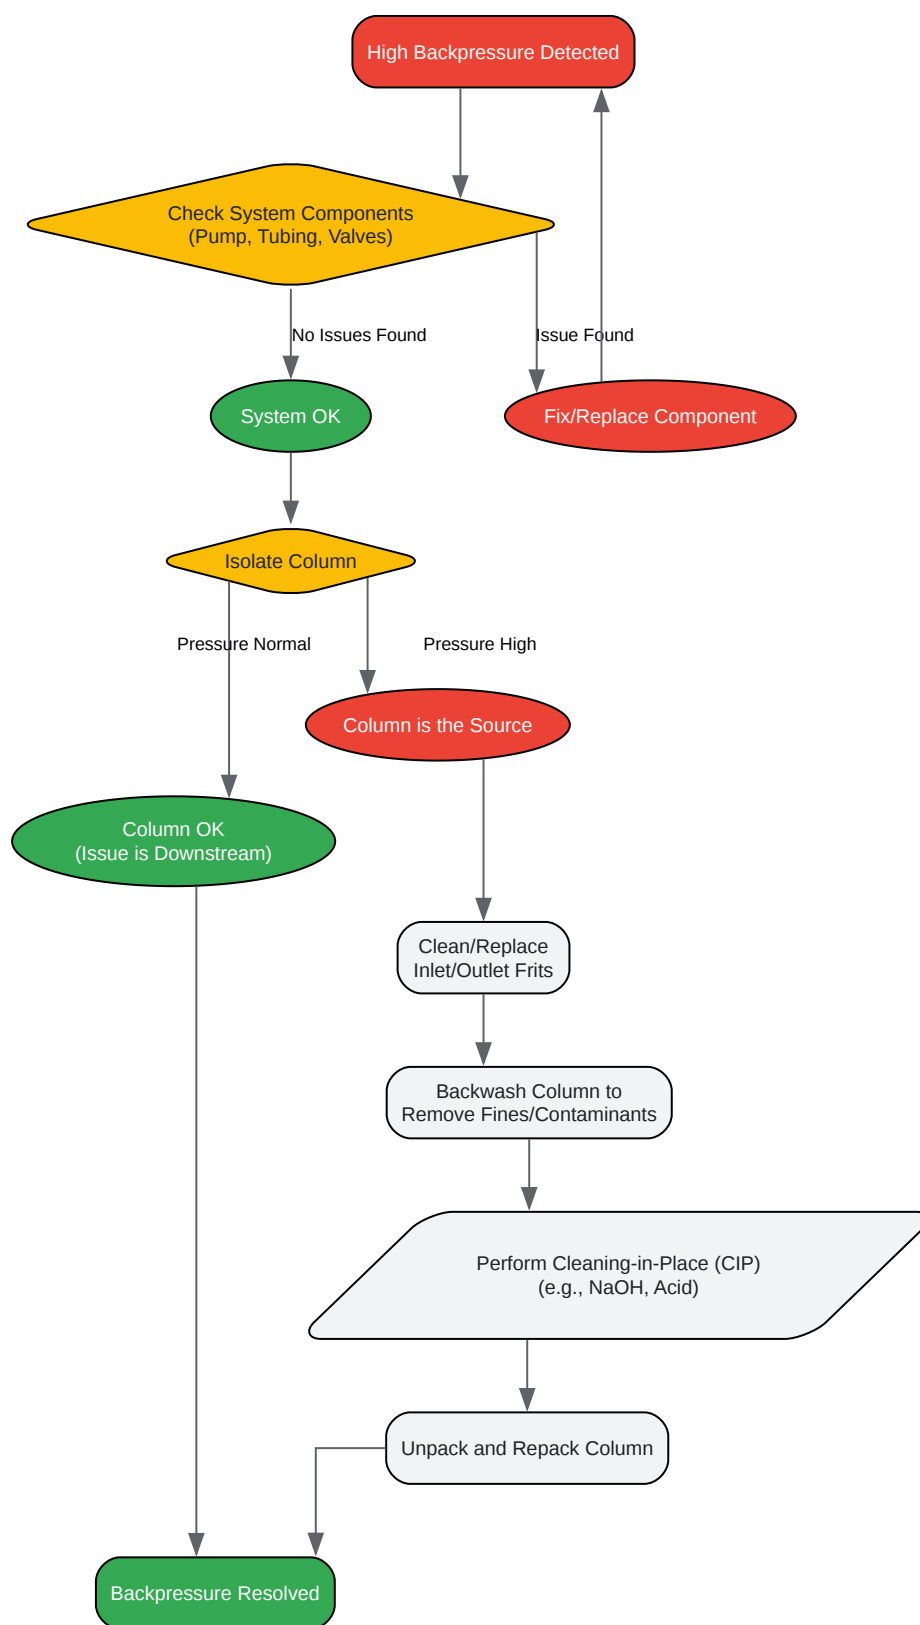 High Backpressure Detected
Check System Components
(Pump, Tubing, Valves)
No Issues Found
Issue Found
System OK
Fix/Replace Component
Isolate Column
Pressure Normal
Pressure High
Column is the Source
Column OK
(Issue is Downstream)
Clean/Replace
Inlet/Outlet Frits
Backwash Column to
Remove Fines/Contaminants
Perform Cleaning-in-Place (CIP)
(e.g., NaOH, Acid)
Unpack and Repack Column
Backpressure Resolved